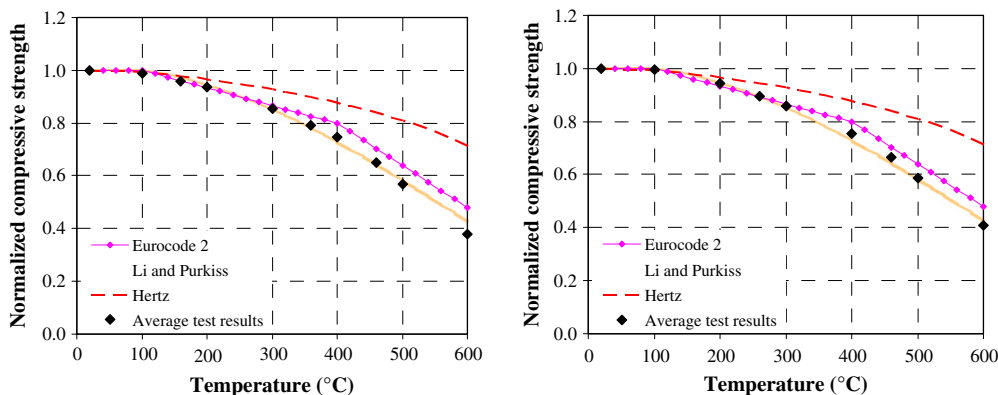 Normalized compressive strength
1.2
1.0
0.8
0.6
0.4
0.2
0.0
Eurocode 2
Li and Purkiss
Hertz
Average test results
0 100 200 300 400 500 600
Temperature (°C)
Normalized compressive strength
1.2
1.0
0.8
0.6
0.4
0.2
0.0
Eurocode 2
Li and Purkiss
Hertz
Average test results
0 100 200 300 400 500 600
Temperature (°C)